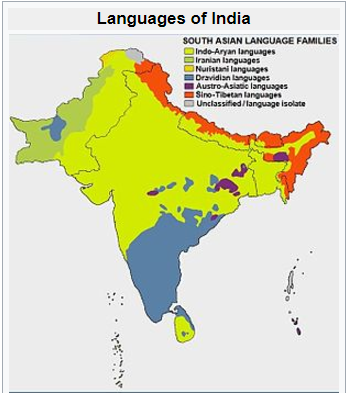 Languages of India
SOUTH ASIAN LANGUAGE FAMILIES
Indo-Aryan languages
Iranian languages
Nuristani languages
Dravidian languages
Austro-Asiatic languages
Sino-Tibetan languages
Unclassified / language isolate